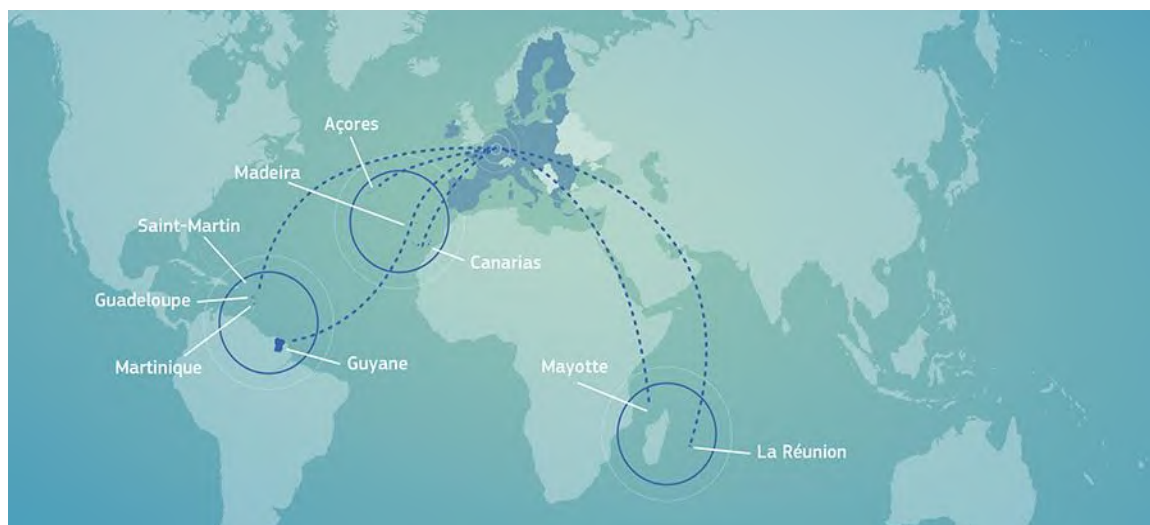 Açores
Madeira
Saint-Martin
Canarias
Guadeloupe
Martinique
Guyane
Mayotte
La Réunion